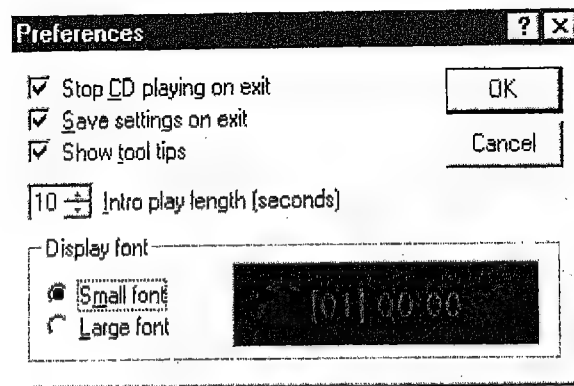 Preferences
Stop CD playing on exit
Save settings on exit
Show tool tips
OK
Cancel
10 Intro play length (seconds)
Display font
Small font
Large font
[01] 00:00